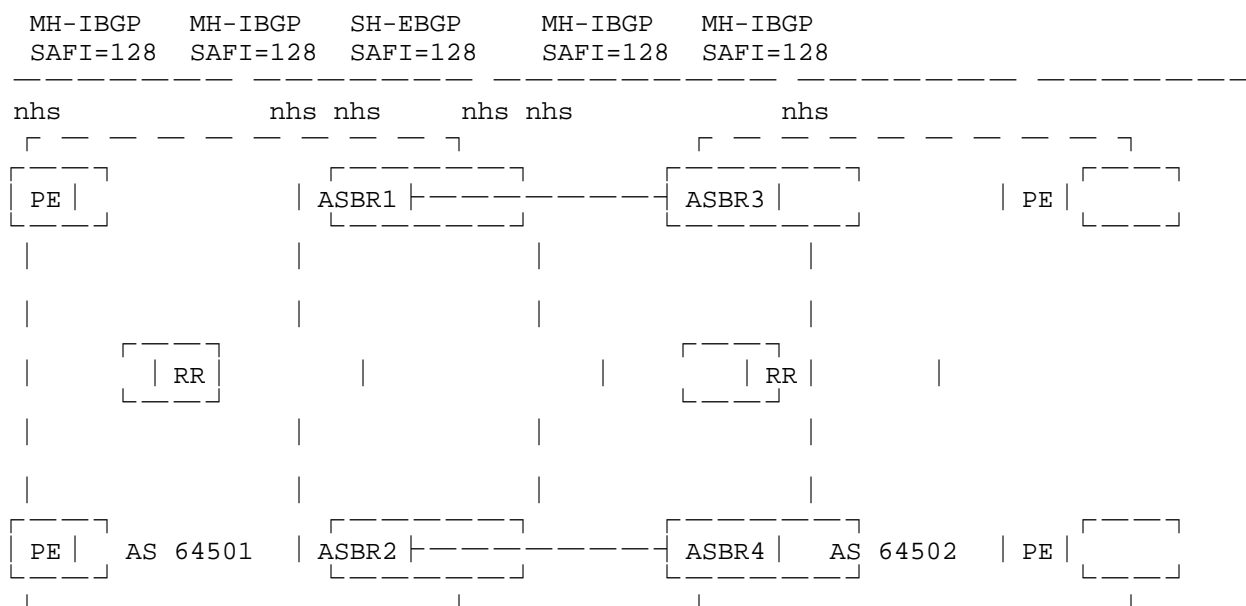 MH-IBGP MH-IBGP SH-EBGP MH-IBGP MH-IBGP
SAFI=128 SAFI=128 SAFI=128 SAFI=128 SAFI=128
nhs nhs nhs nhs nhs nhs
PE ASBR1 ASBR3 PE
RR RR
PE AS 64501 ASBR2 ASBR4 AS 64502 PE